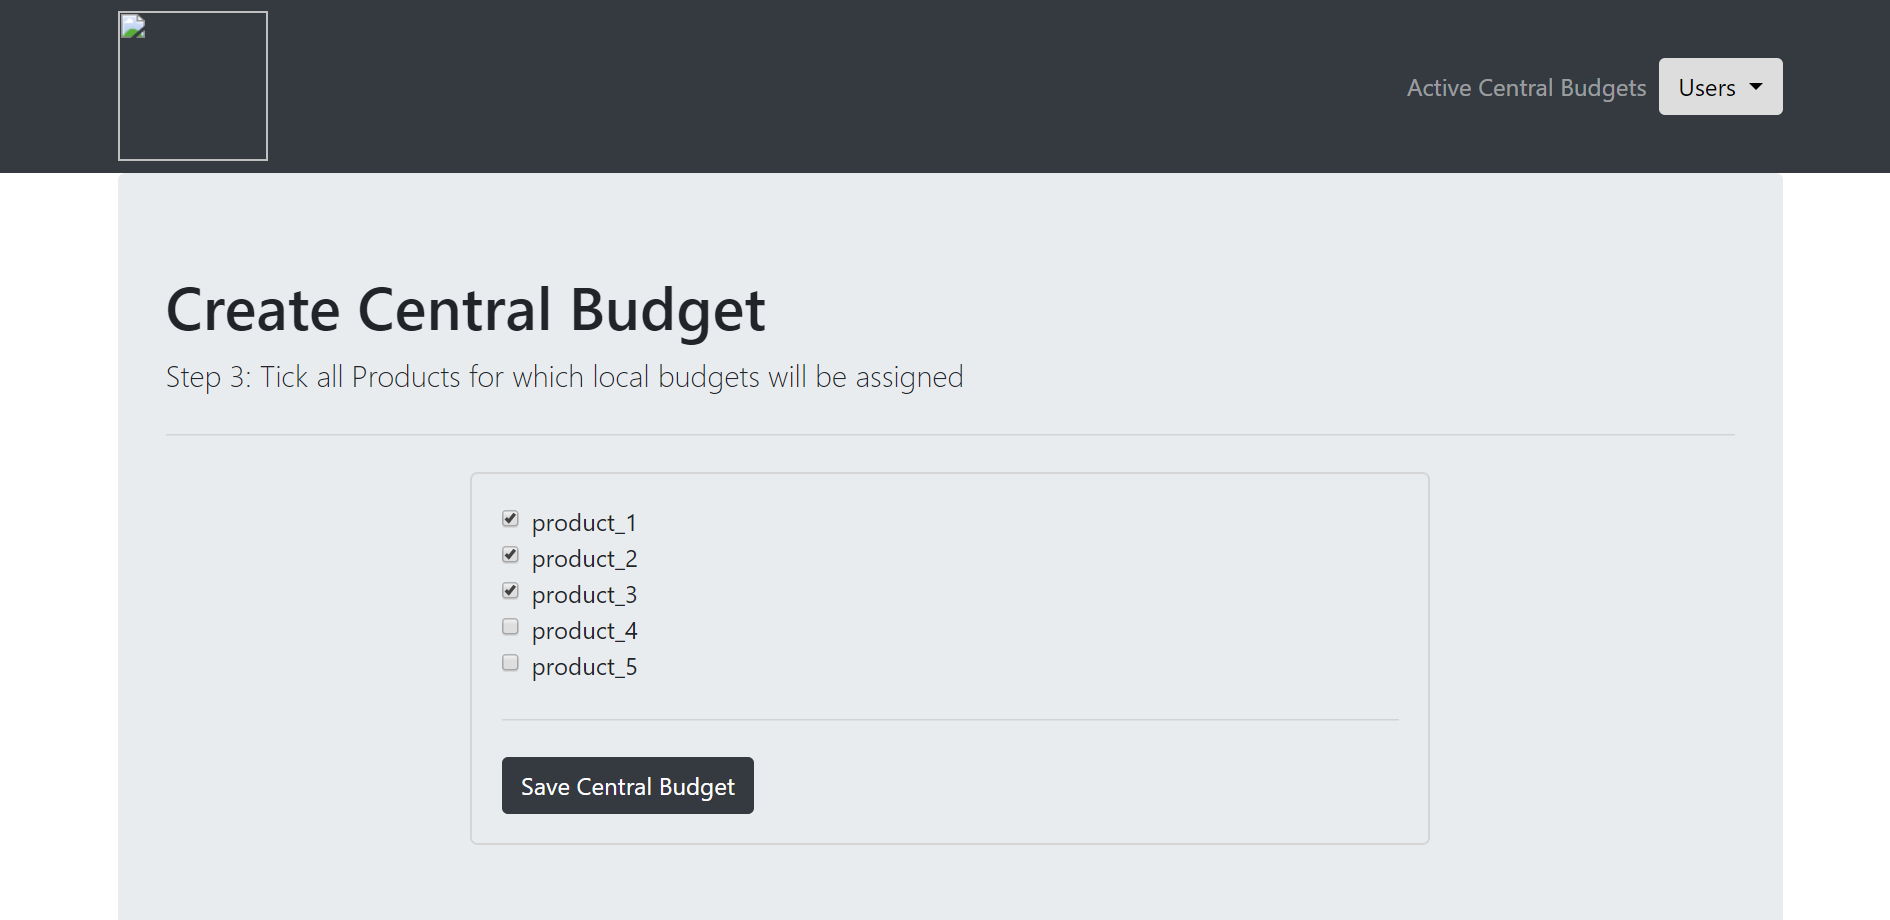 Active Central Budgets
Users
Create Central Budget
Step 3: Tick all Products for which local budgets will be assigned
product_1
product_2
product_3
product_4
product_5
Save Central Budget